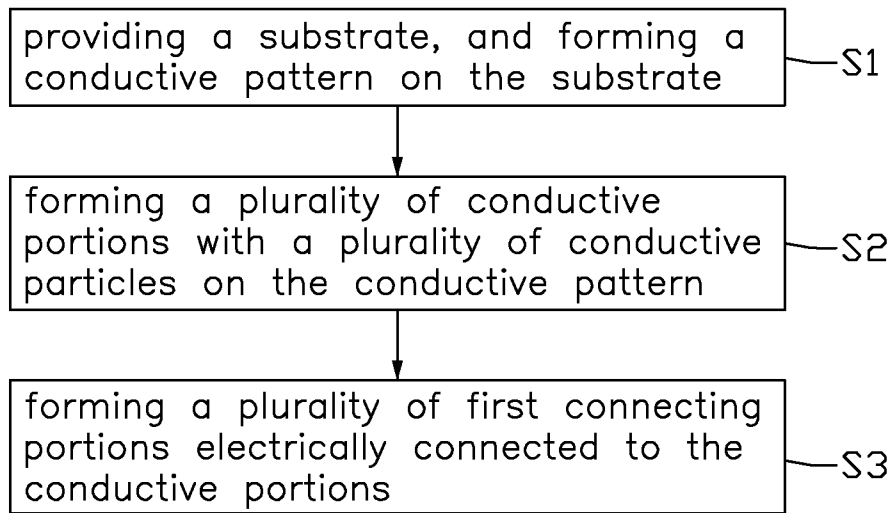 providing a substrate, and forming a
conductive pattern on the substrate
S1
forming a plurality of conductive
portions with a plurality of conductive
particles on the conductive pattern
S2
forming a plurality of first connecting
portions electrically connected to the
conductive portions
S3